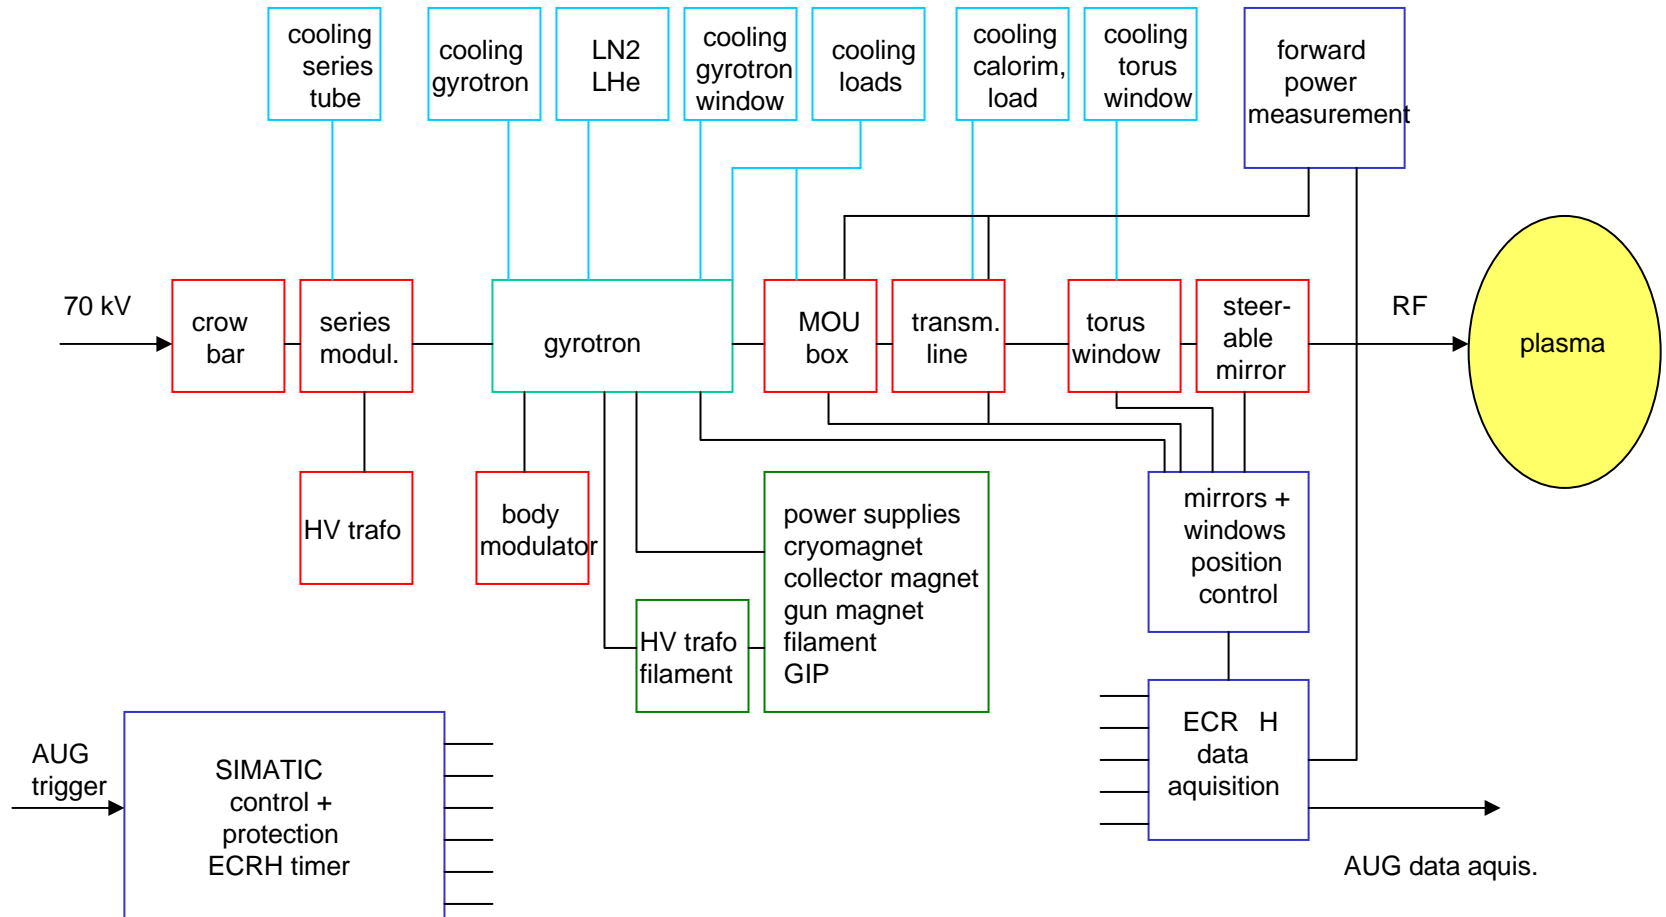 cooling
series
tube
cooling
gyrotron
LN2
LHe
cooling
gyrotron
window
cooling
loads
cooling
calorim,
load
cooling
torus
window
forward
power
measurement
70 kV
crow
bar
series
modul.
gyrotron
MOU
box
transm.
line
torus
window
steer-
able
mirror
RF
plasma
HV trafo
body
modulator
power supplies
cryomagnet
collector magnet
gun magnet
filament
GIP
HV trafo
filament
mirrors +
windows
position
control
AUG
trigger
SIMATIC
control +
protection
ECRH timer
ECR H
data
aquisition
AUG data aquis.